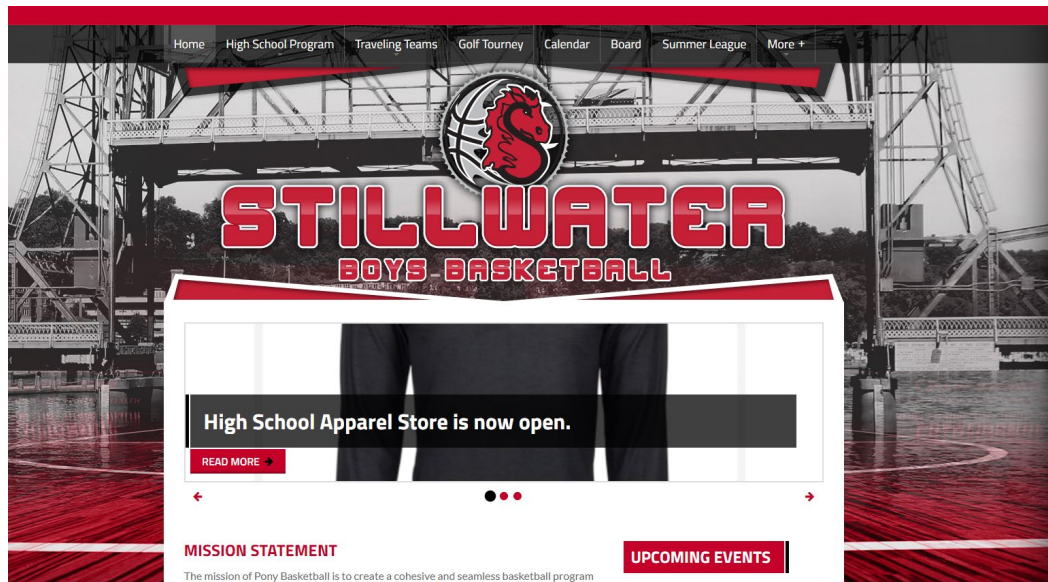 Home High School Program Traveling Teams Golf Tourney Calendar Board Summer League More +
STILLWATER
BOYS BASKETBALL
High School Apparel Store is now open.
READ MORE
MISSION STATEMENT
UPCOMING EVENTS
The mission of Pony Basketball is to create a cohesive and seamless basketball program